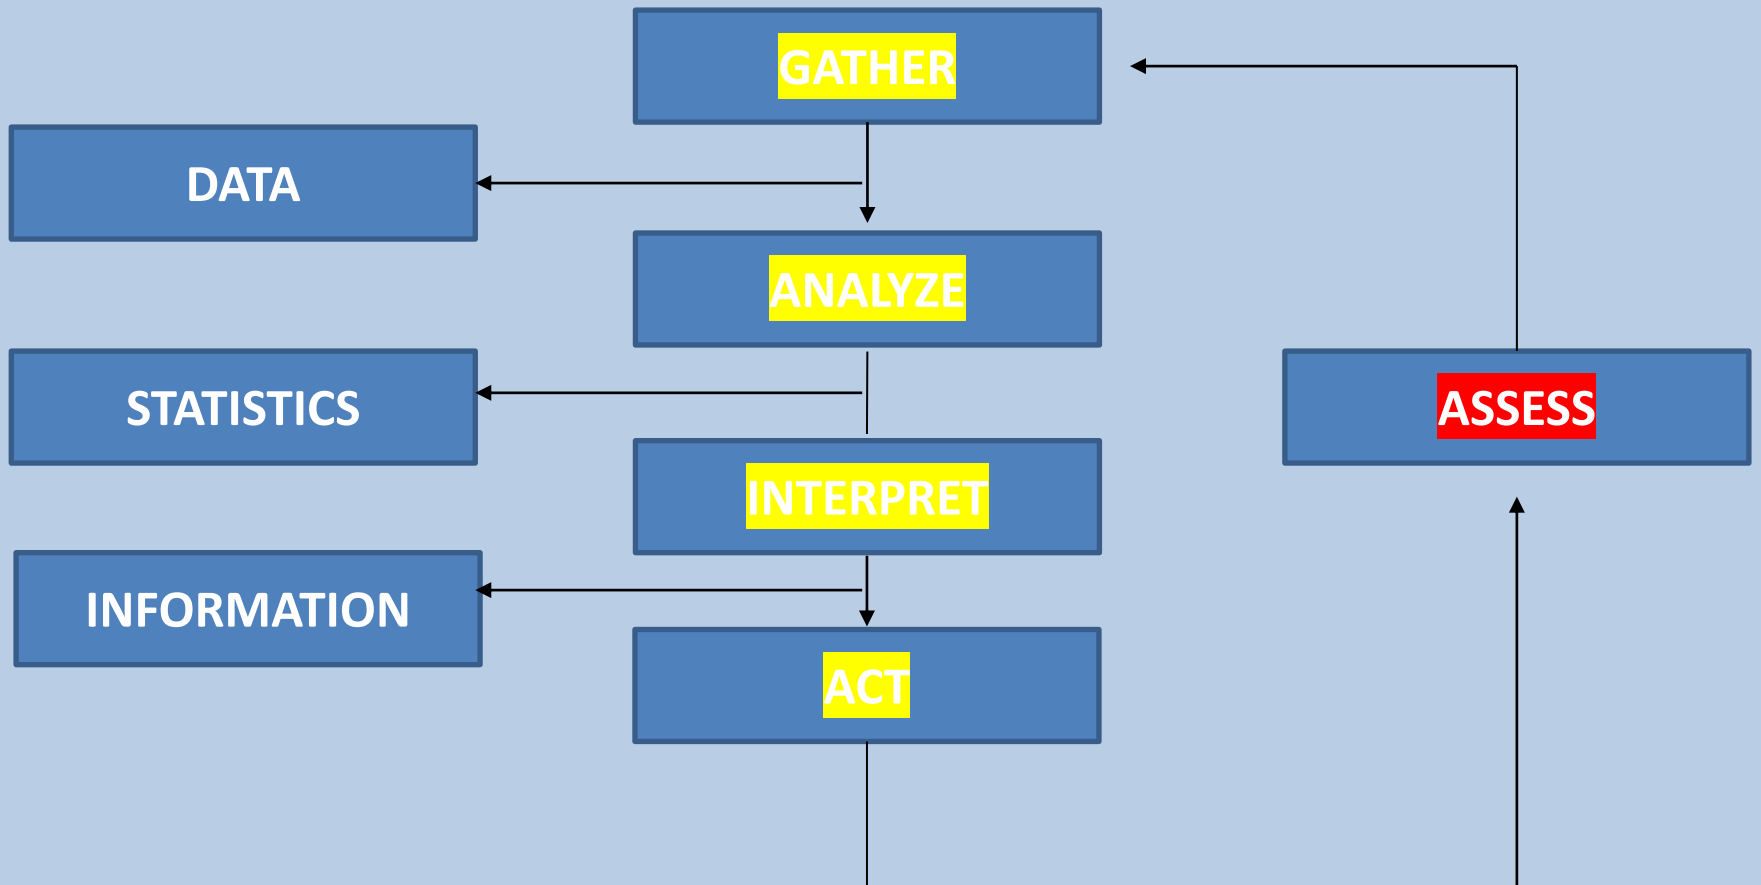 GATHER
DATA
ANALYZE
STATISTICS
ASSESS
INTERPRET
INFORMATION
ACT